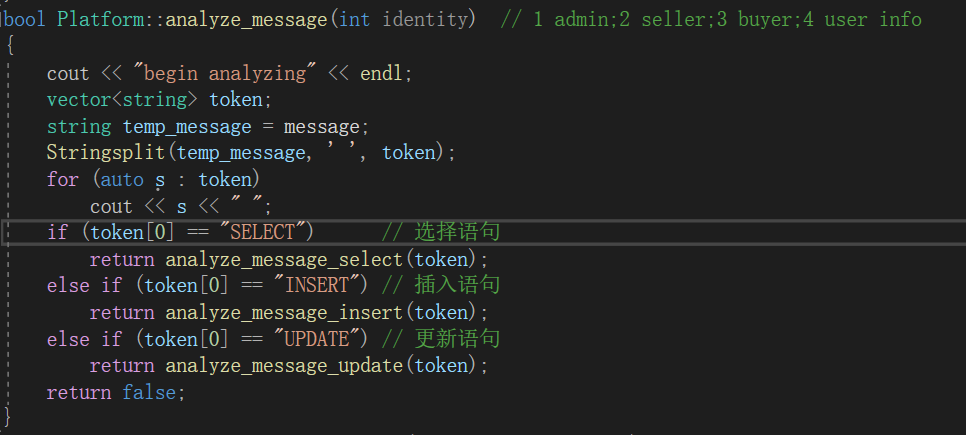 bool Platform::analyze_message(int identity)  // 1 admin;2 seller;3 buyer;4 user info
{
    cout << "begin analyzing" << endl;
    vector<string> token;
    string temp_message = message;
    Stringsplit(temp_message, ' ', token);
    for (auto s : token)
        cout << s << " ";
    if (token[0] == "SELECT")      // 选择语句
        return analyze_message_select(token);
    else if (token[0] == "INSERT") // 插入语句
        return analyze_message_insert(token);
    else if (token[0] == "UPDATE") // 更新语句
        return analyze_message_update(token);
    return false;
}